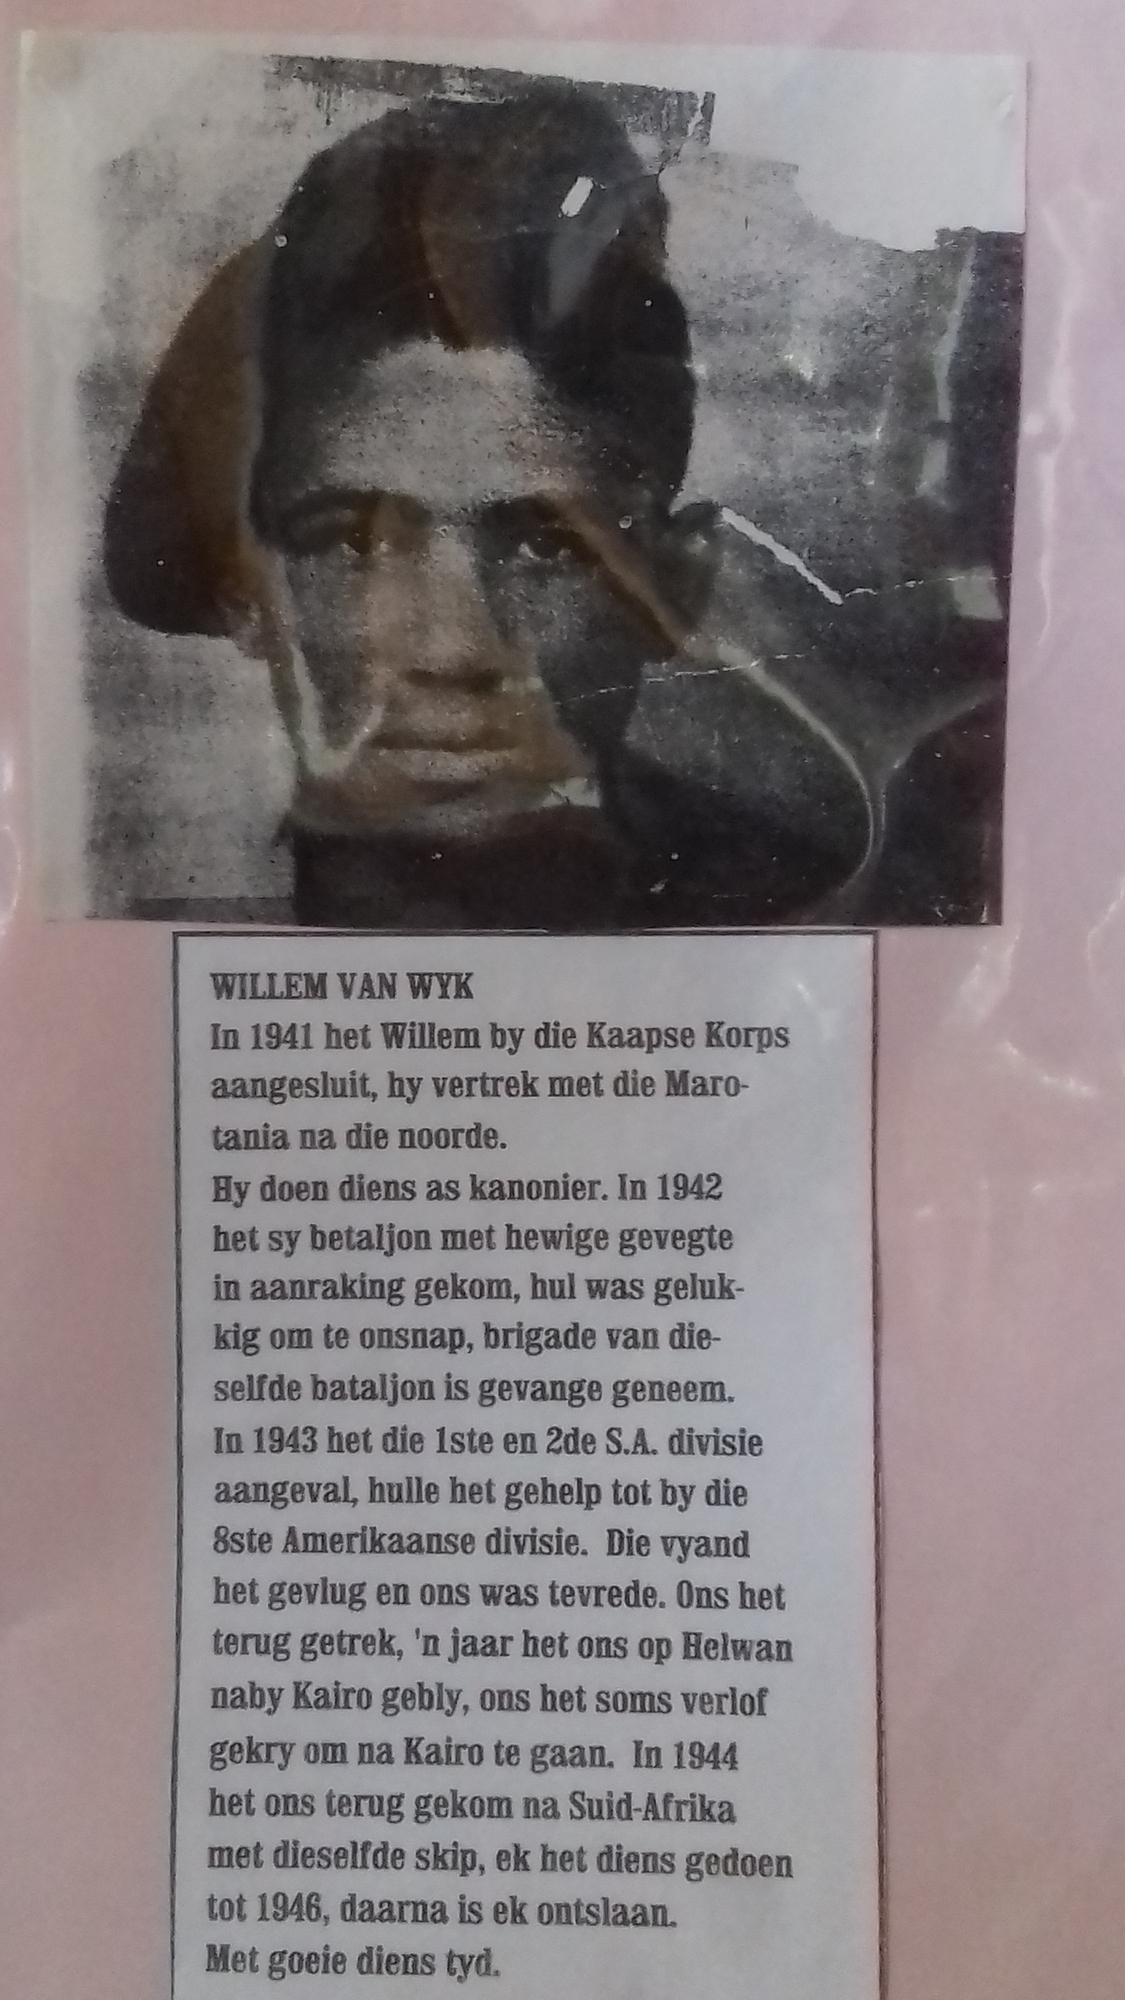 WILLEM VAN WYK
In 1941 het Willem by die Kaapse Korps
aangesluit, hy vertrek met die Maro-
tania na die noorde.
Hy doen diens as kanonier. In 1942
het sy betaljon met hewige gevegte
in aanraking gekom, hul was geluk-
kig om te onsnap, brigade van die-
selfde bataljon is gevange geneem.
In 1943 het die 1ste en 2de S.A. divisie
aangeval, hulle het gehelp tot by die
8ste Amerikaanse divisie. Die vyand
het gevlug en ons was tevrede. Ons het
terug getrek, 'n jaar het ons op Helwan
naby Kairo gebly, ons het soms verlof
gekry om na Kairo te gaan. In 1944
het ons terug gekom na Suid-Afrika
met dieselfde skip, ek het diens gedoen
tot 1946, daarna is ek ontslaan.
Met goeie diens tyd.